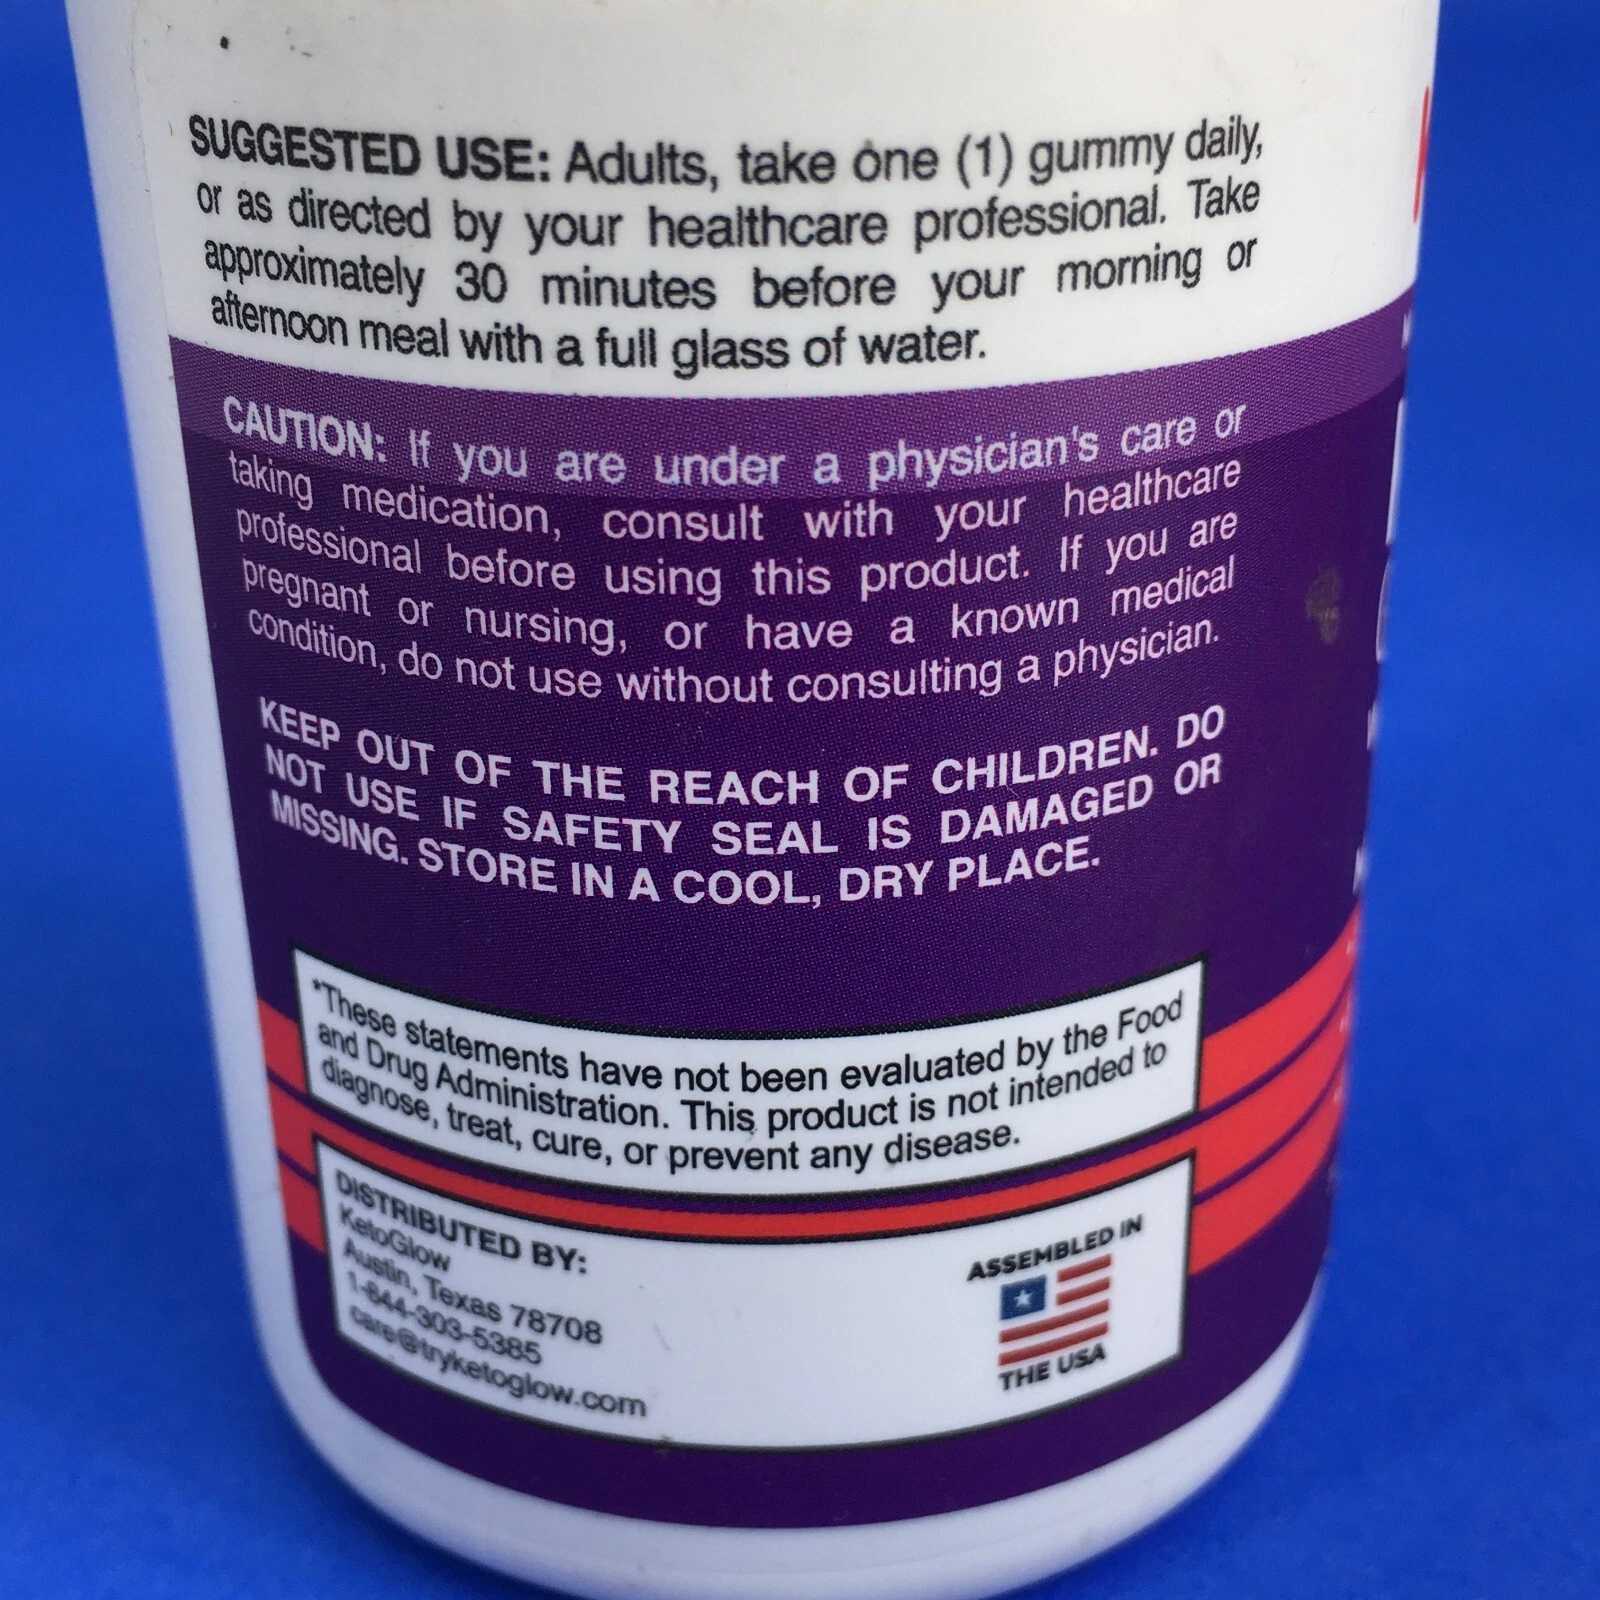 SUGGESTED USE: Adults, take one (1) gummy daily,
or as directed by your healthcare professional. Take
approximately 30 minutes before your morning or
afternoon meal with a full glass of water.
CAUTION: If you are under a physician's care or
taking medication, consult with your healthcare
professional before using this product. If you are
pregnant or nursing, or have a known medical
condition, do not use without consulting a physician.
KEEP OUT OF THE REACH OF CHILDREN. DO
NOT USE IF SAFETY SEAL IS DAMAGED OR
MISSING. STORE IN A COOL, DRY PLACE.
*These statements have not been evaluated by the Food
and Drug Administration. This product is not intended to
diagnose, treat, cure, or prevent any disease.
DISTRIBUTED BY:
KetoGlow
Austin, Texas 78708
1-844-303-5385
care@tryketoglow.com
ASSEMBLED IN
THE USA